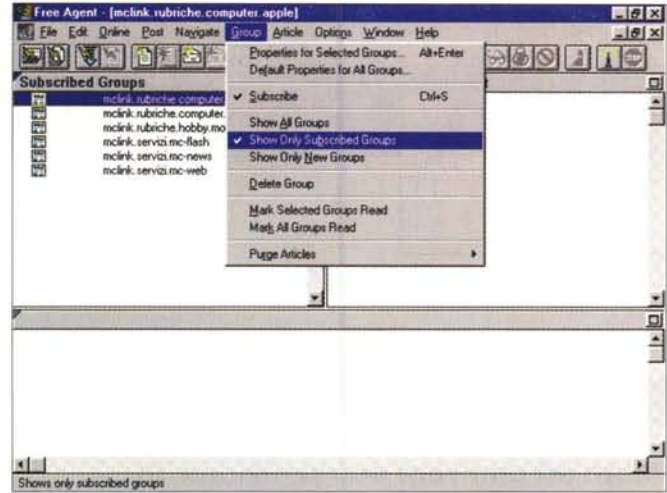 Free Agent - [mclink.rubriche.computer.apple]
File Edit Online Post Navigate Group Article Options Window Help
Subscribed Groups
mclink.rubriche.computer
mclink.rubriche.computer.
mclink.rubriche.hobby.mo
mclink.servizi.mc-flash
mclink.servizi.mc-news
mclink.servizi.mc-web
Properties for Selected Groups... Alt+Enter
Default Properties for All Groups...
Subscribe Ctrl+S
Show All Groups
Show Only Subscribed Groups
Show Only New Groups
Delete Group
Mark Selected Groups Read
Mark All Groups Read
Purge Articles
Shows only subscribed groups